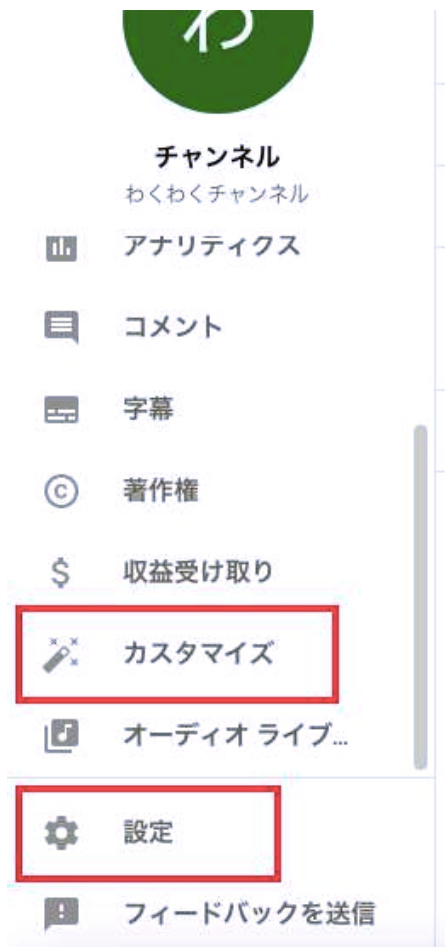 わ
チャンネル
わくわくチャンネル
アナリティクス
コメント
字幕
著作権
収益受け取り
カスタマイズ
オーディオ ライブ...
設定
フィードバックを送信